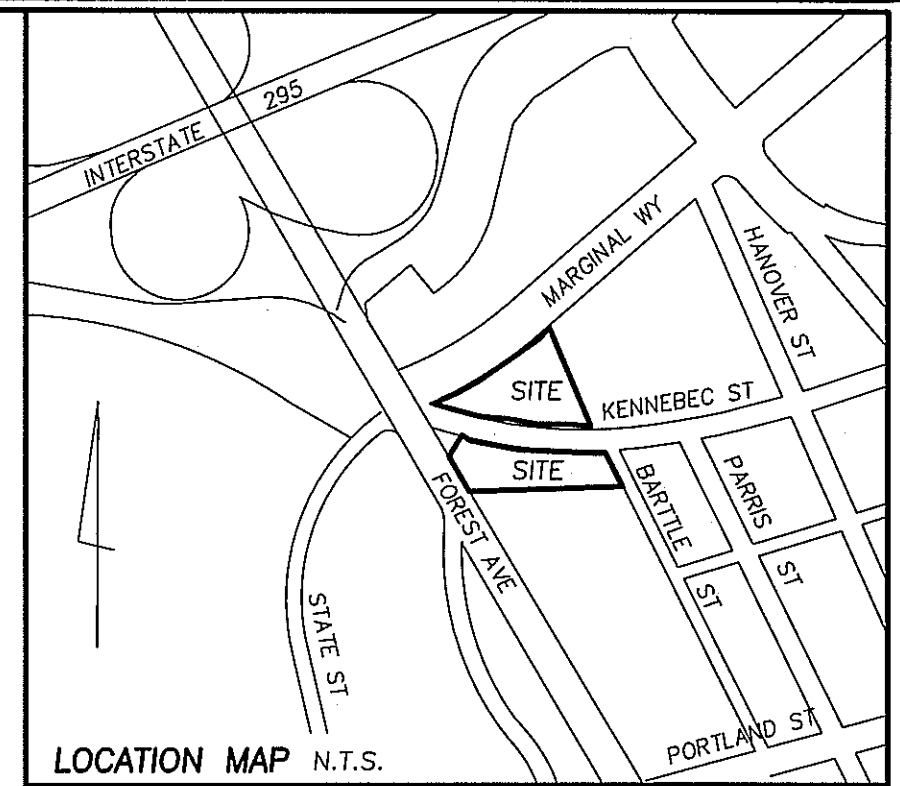 INTERSTATE 295
MARGINAL WY
HANOVER ST
SITE
KENNEBEC ST
SITE
BARTTLE ST
PARRIS ST
FOREST AVE
STATE ST
PORTLAND ST
LOCATION MAP N.T.S.